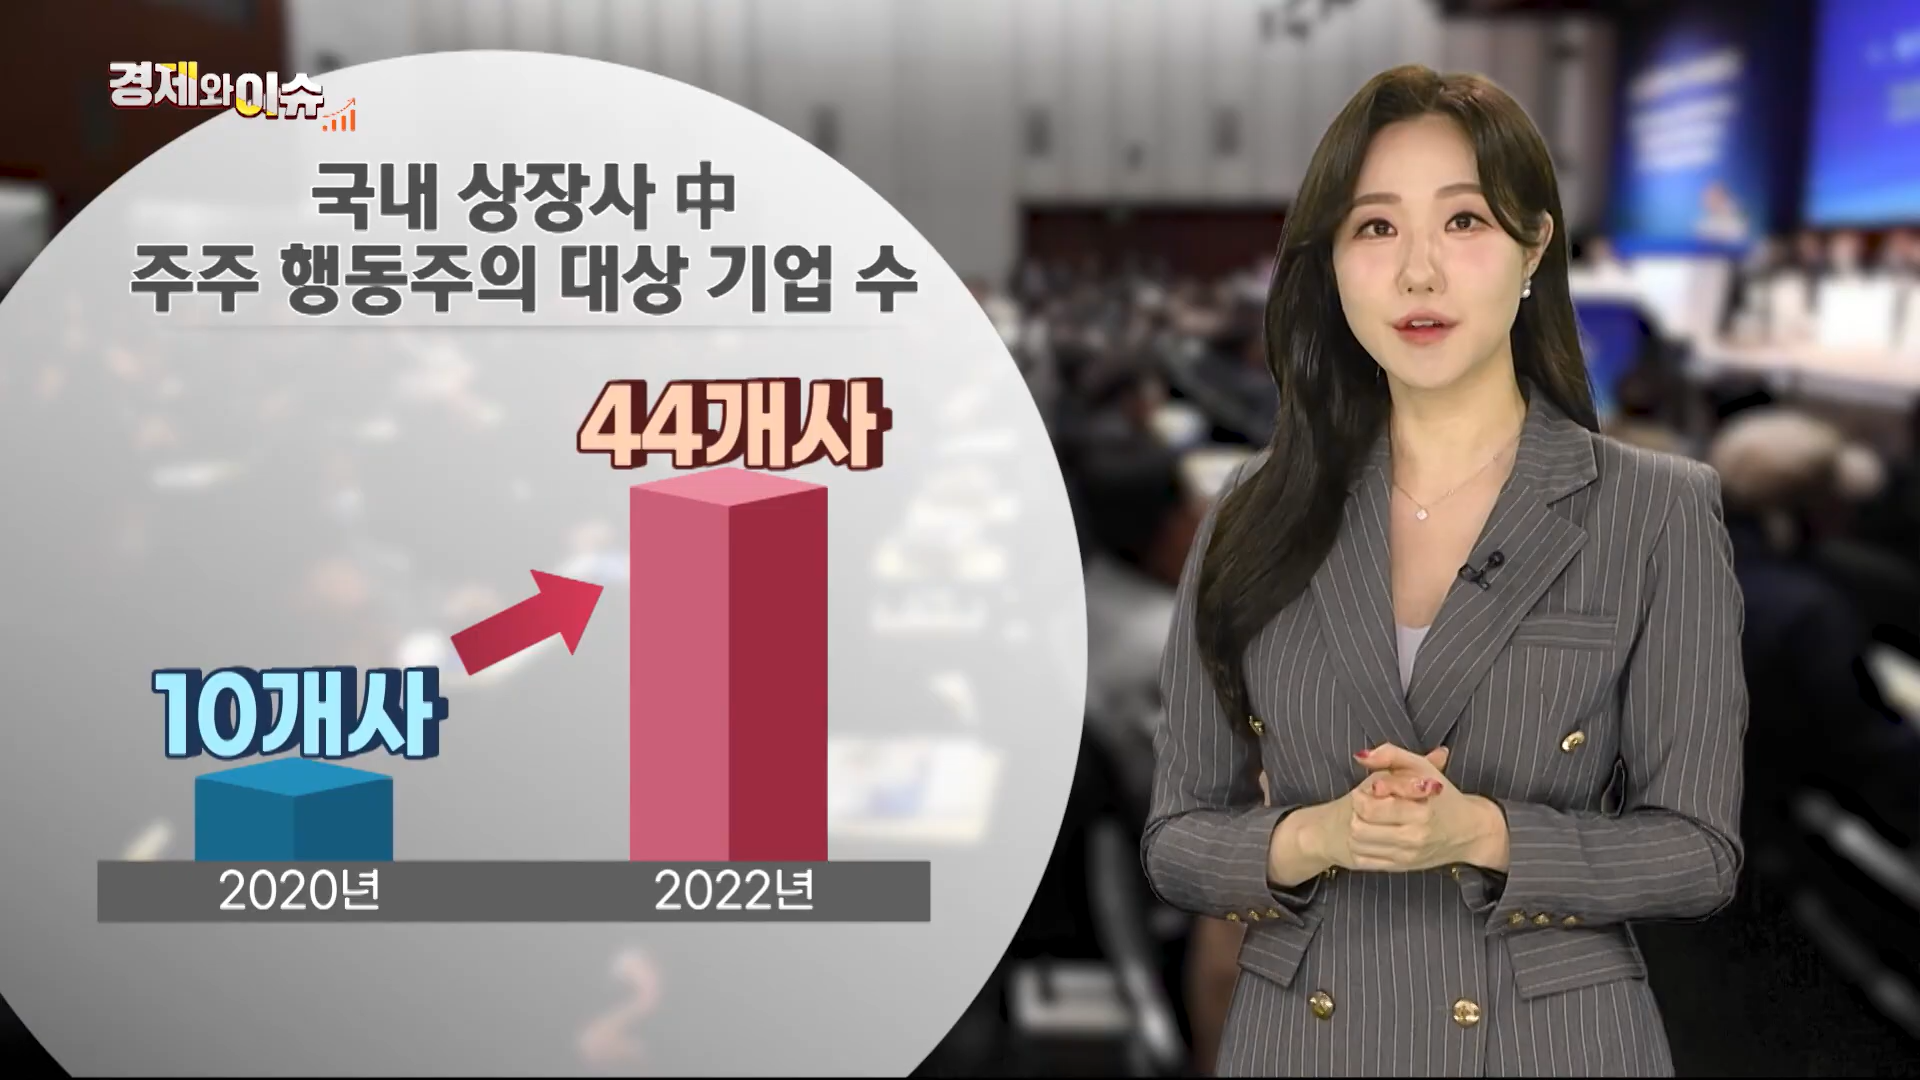 경제와이슈
국내 상장사 中
주주 행동주의 대상 기업 수
44개사
10개사
2020년
2022년